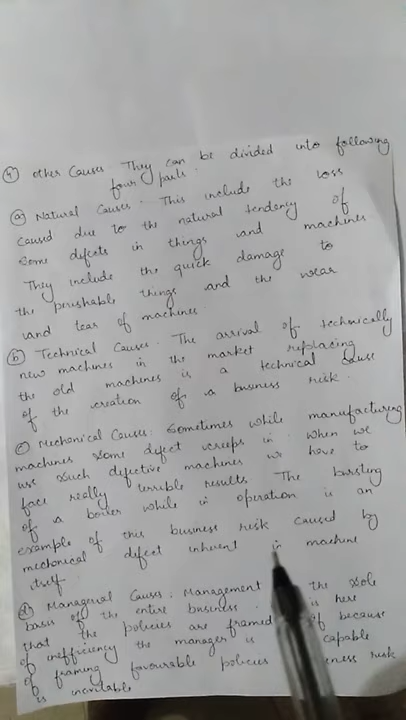 ④ Other Causes They can be divided into following
four parts.
ⓐ Natural Causes. This include the loss
caused due to the natural tendency of
some defects in things and machines.
They include the quick damage to
the perishable things and the wear
and tear of machines.
ⓑ Technical Causes. The arrival of technically
new machines in the market replacing
the old machines is a technical cause
of the creation of a business risk.
ⓒ Mechanical Causes: Sometimes while manufacturing
machines some defect creeps in. When we
use such defective machines we have to
face really terrible results. The bursting
of a boiler while in operation is an
example of this business risk caused by
mechanical defect inherent in machine
itself
ⓓ Managerial Causes: Management the sole
basis of the entire business. is here
that the policies are framed. If because
of inefficiency the manager is capable
of framing favourable policies risk
is inevitable